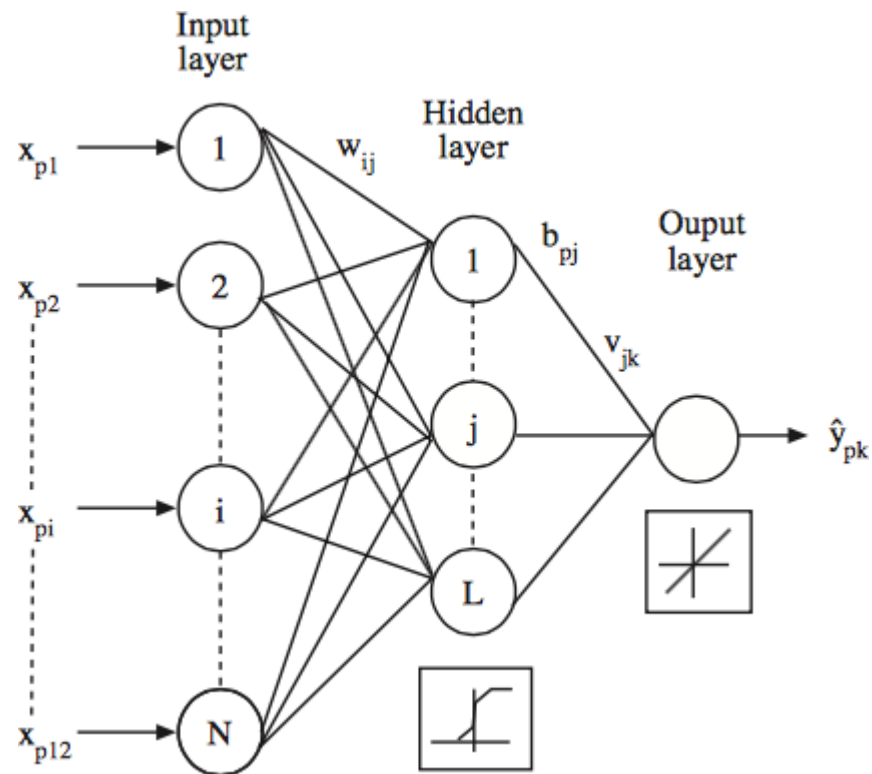 Input
layer
Hidden
layer
Ouput
layer
x_p1
1
w_ij
x_p2
2
1
b_pj
v_jk
j
ŷ_pk
x_pi
i
L
x_p12
N